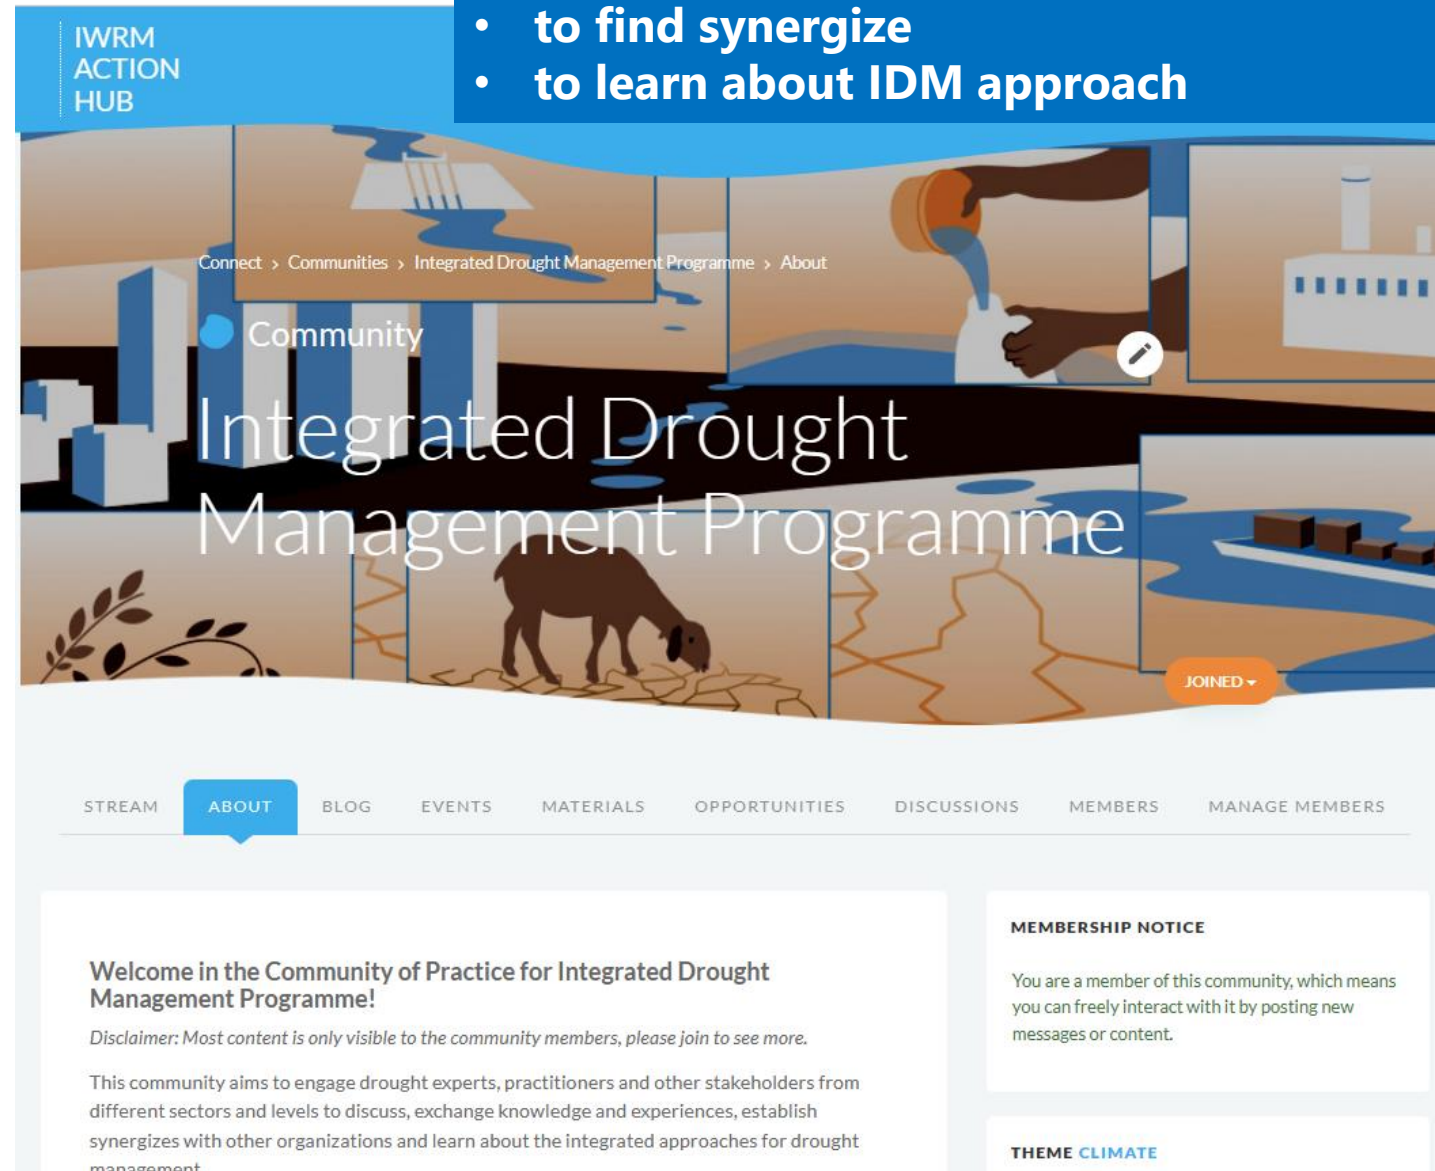 IWRM
ACTION
HUB
• to find synergize
• to learn about IDM approach
Connect > Communities > Integrated Drought Management Programme > About
Community
Integrated Drought
Management Programme
JOINED
STREAM ABOUT BLOG EVENTS MATERIALS OPPORTUNITIES DISCUSSIONS MEMBERS MANAGE MEMBERS
Welcome in the Community of Practice for Integrated Drought
Management Programme!
Disclaimer: Most content is only visible to the community members, please join to see more.
This community aims to engage drought experts, practitioners and other stakeholders from
different sectors and levels to discuss, exchange knowledge and experiences, establish
synergizes with other organizations and learn about the integrated approaches for drought
management
MEMBERSHIP NOTICE
You are a member of this community, which means
you can freely interact with it by posting new
messages or content.
THEME CLIMATE